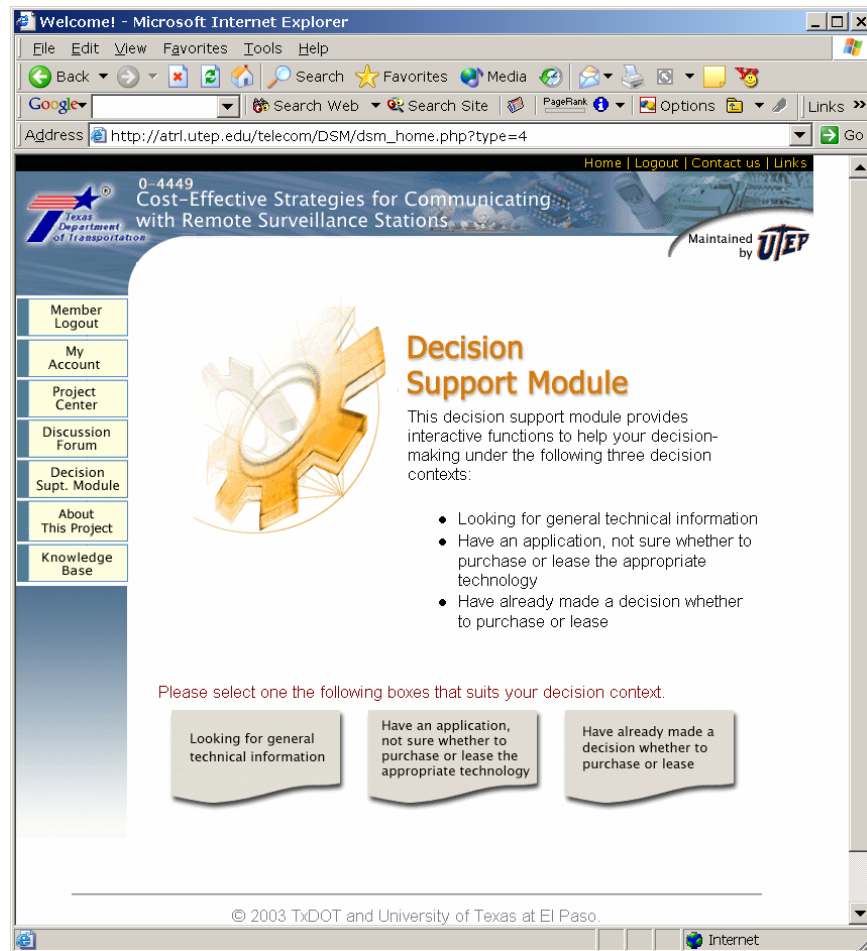 Welcome! - Microsoft Internet Explorer
File Edit View Favorites Tools Help
Back Search Favorites Media
Google Search Web Search Site PageRank Options Links »
Address http://atrl.utep.edu/telecom/DSM/dsm_home.php?type=4 Go
Home | Logout | Contact us | Links
Texas
Department
of Transportation
®
0-4449
Cost-Effective Strategies for Communicating
with Remote Surveillance Stations
Maintained
by UTEP
Member
Logout
My
Account
Project
Center
Discussion
Forum
Decision
Supt. Module
About
This Project
Knowledge
Base
Decision
Support Module
This decision support module provides
interactive functions to help your decision-
making under the following three decision
contexts:
• Looking for general technical information
• Have an application, not sure whether to
purchase or lease the appropriate
technology
• Have already made a decision whether
to purchase or lease
Please select one the following boxes that suits your decision context.
Looking for general
technical information
Have an application,
not sure whether to
purchase or lease the
appropriate technology
Have already made a
decision whether to
purchase or lease
© 2003 TxDOT and University of Texas at El Paso.
Internet